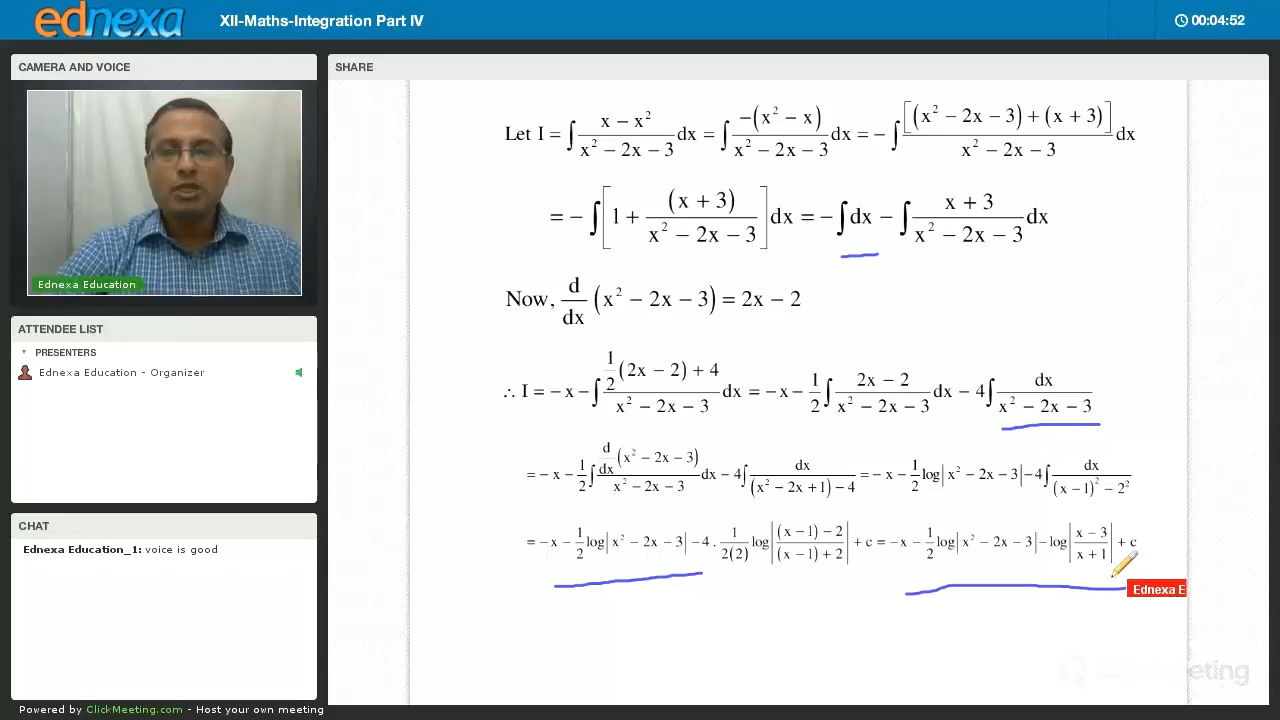 ednexa
XII-Maths-Integration Part IV
00:04:52
CAMERA AND VOICE
Ednexa Education
ATTENDEE LIST
PRESENTERS
Ednexa Education - Organizer
CHAT
Ednexa Education_1: voice is good
Powered by ClickMeeting.com - Host your own meeting
SHARE
Let I = ∫ (x − x²)/(x² − 2x − 3) dx = ∫ −(x² − x)/(x² − 2x − 3) dx = − ∫ [(x² − 2x − 3) + (x + 3)]/(x² − 2x − 3) dx
= − ∫ [1 + (x + 3)/(x² − 2x − 3)] dx = − ∫ dx − ∫ (x + 3)/(x² − 2x − 3) dx
Now, d/dx (x² − 2x − 3) = 2x − 2
∴ I = − x − ∫ (1/2 (2x − 2) + 4)/(x² − 2x − 3) dx = − x − 1/2 ∫ (2x − 2)/(x² − 2x − 3) dx − 4 ∫ dx/(x² − 2x − 3)
= − x − 1/2 ∫ (d/dx (x² − 2x − 3))/(x² − 2x − 3) dx − 4 ∫ dx/((x² − 2x + 1) − 4) = − x − 1/2 log|x² − 2x − 3| − 4 ∫ dx/((x − 1)² − 2²)
= − x − 1/2 log|x² − 2x − 3| − 4 . 1/(2(2)) log|((x − 1) − 2)/((x − 1) + 2)| + c = − x − 1/2 log|x² − 2x − 3| − log|(x − 3)/(x + 1)| + c
Ednexa E